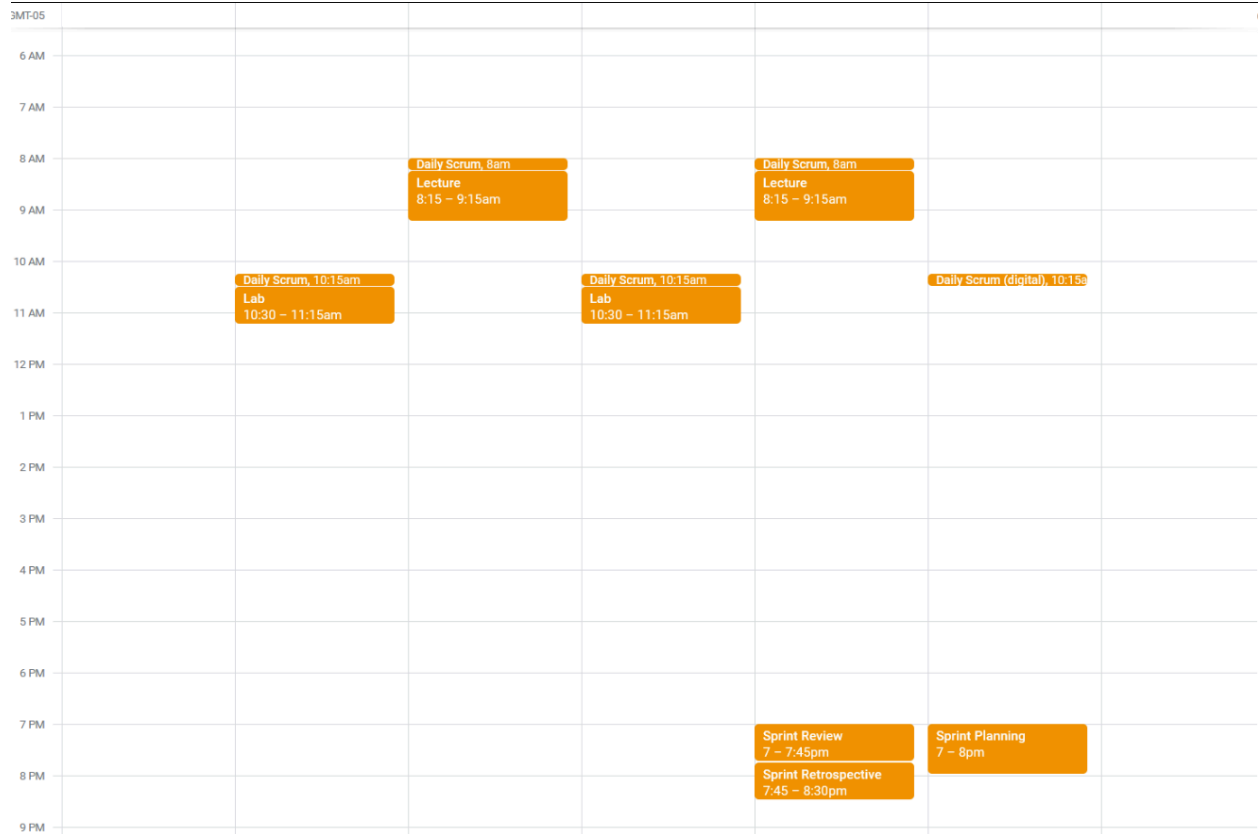 GMT-05
6 AM
7 AM
8 AM
Daily Scrum, 8am
Daily Scrum, 8am
Lecture
8:15 – 9:15am
Lecture
8:15 – 9:15am
9 AM
10 AM
Daily Scrum, 10:15am
Daily Scrum, 10:15am
Daily Scrum (digital), 10:15a
Lab
10:30 – 11:15am
Lab
10:30 – 11:15am
11 AM
12 PM
1 PM
2 PM
3 PM
4 PM
5 PM
6 PM
7 PM
Sprint Review
7 – 7:45pm
Sprint Planning
7 – 8pm
8 PM
Sprint Retrospective
7:45 – 8:30pm
9 PM